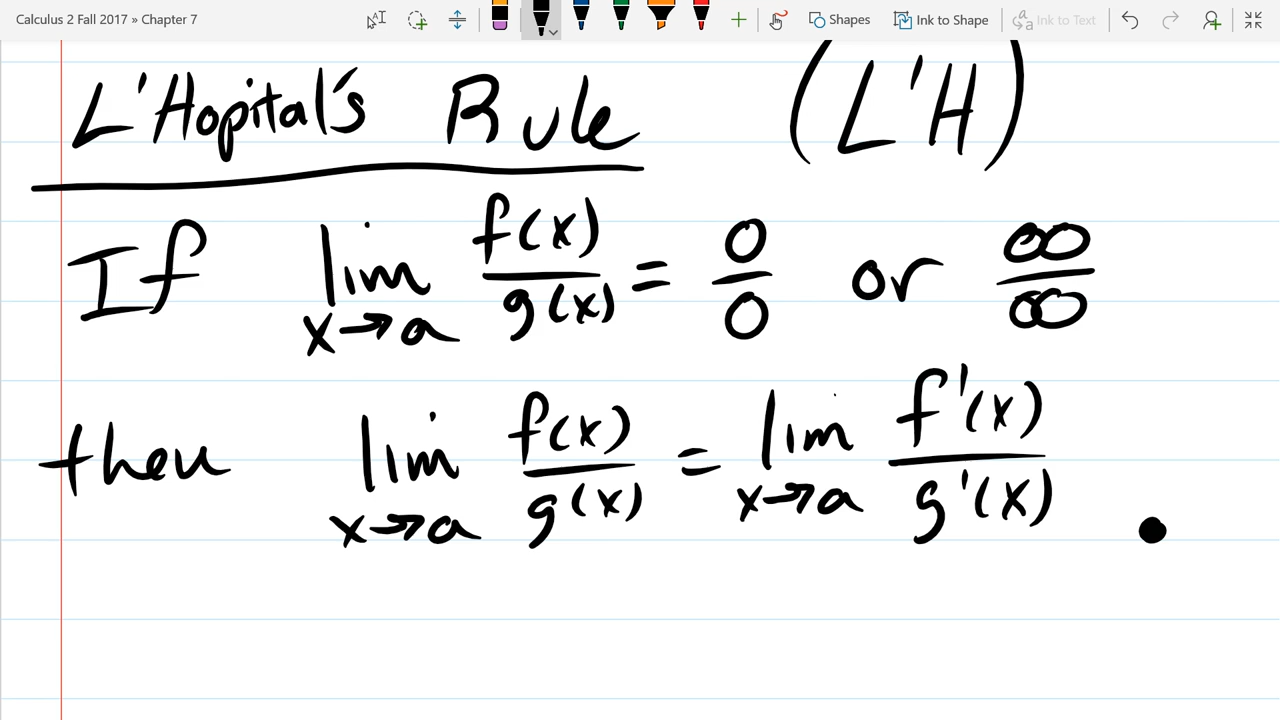 Calculus 2 Fall 2017 » Chapter 7 Shapes Ink to Shape Ink to Text
L'Hopital's Rule (L'H)
If lim x→a f(x)/g(x) = 0/0 or ∞/∞
then lim x→a f(x)/g(x) = lim x→a f'(x)/g'(x) .